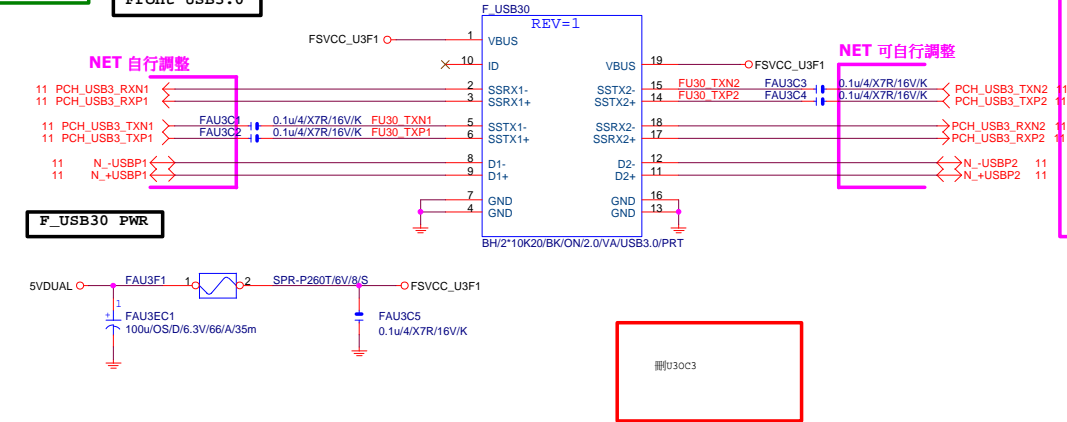 Front USB3.0
F_USB30
REV=1
FSVCC_U3F1
1
VBUS
10
ID
VBUS
19
FSVCC_U3F1
NET 自行調整
NET 可自行調整
11 PCH_USB3_RXN1
2
SSRX1-
11 PCH_USB3_RXP1
3
SSRX1+
SSTX2-
15
FU30_TXN2
FAU3C3
0.1u/4/X7R/16V/K
PCH_USB3_TXN2 11
SSTX2+
14
FU30_TXP2
FAU3C4
0.1u/4/X7R/16V/K
PCH_USB3_TXP2 11
11 PCH_USB3_TXN1
FAU3C1
0.1u/4/X7R/16V/K
FU30_TXN1
5
SSTX1-
11 PCH_USB3_TXP1
FAU3C2
0.1u/4/X7R/16V/K
FU30_TXP1
6
SSTX1+
SSRX2-
18
PCH_USB3_RXN2 11
SSRX2+
17
PCH_USB3_RXP2 11
11 N_-USBP1
8
D1-
11 N_+USBP1
9
D1+
D2-
12
N_-USBP2 11
D2+
11
N_+USBP2 11
7
GND
4
GND
GND
16
GND
13
BH/2*10K20/BK/ON/2.0/VA/USB3.0/PRT
F_USB30 PWR
5VDUAL
FAU3F1
1
2
SPR-P260T/6V/8/S
FSVCC_U3F1
1
+
FAU3EC1
100u/OS/D/6.3V/66/A/35m
FAU3C5
0.1u/4/X7R/16V/K
刪U3OC3